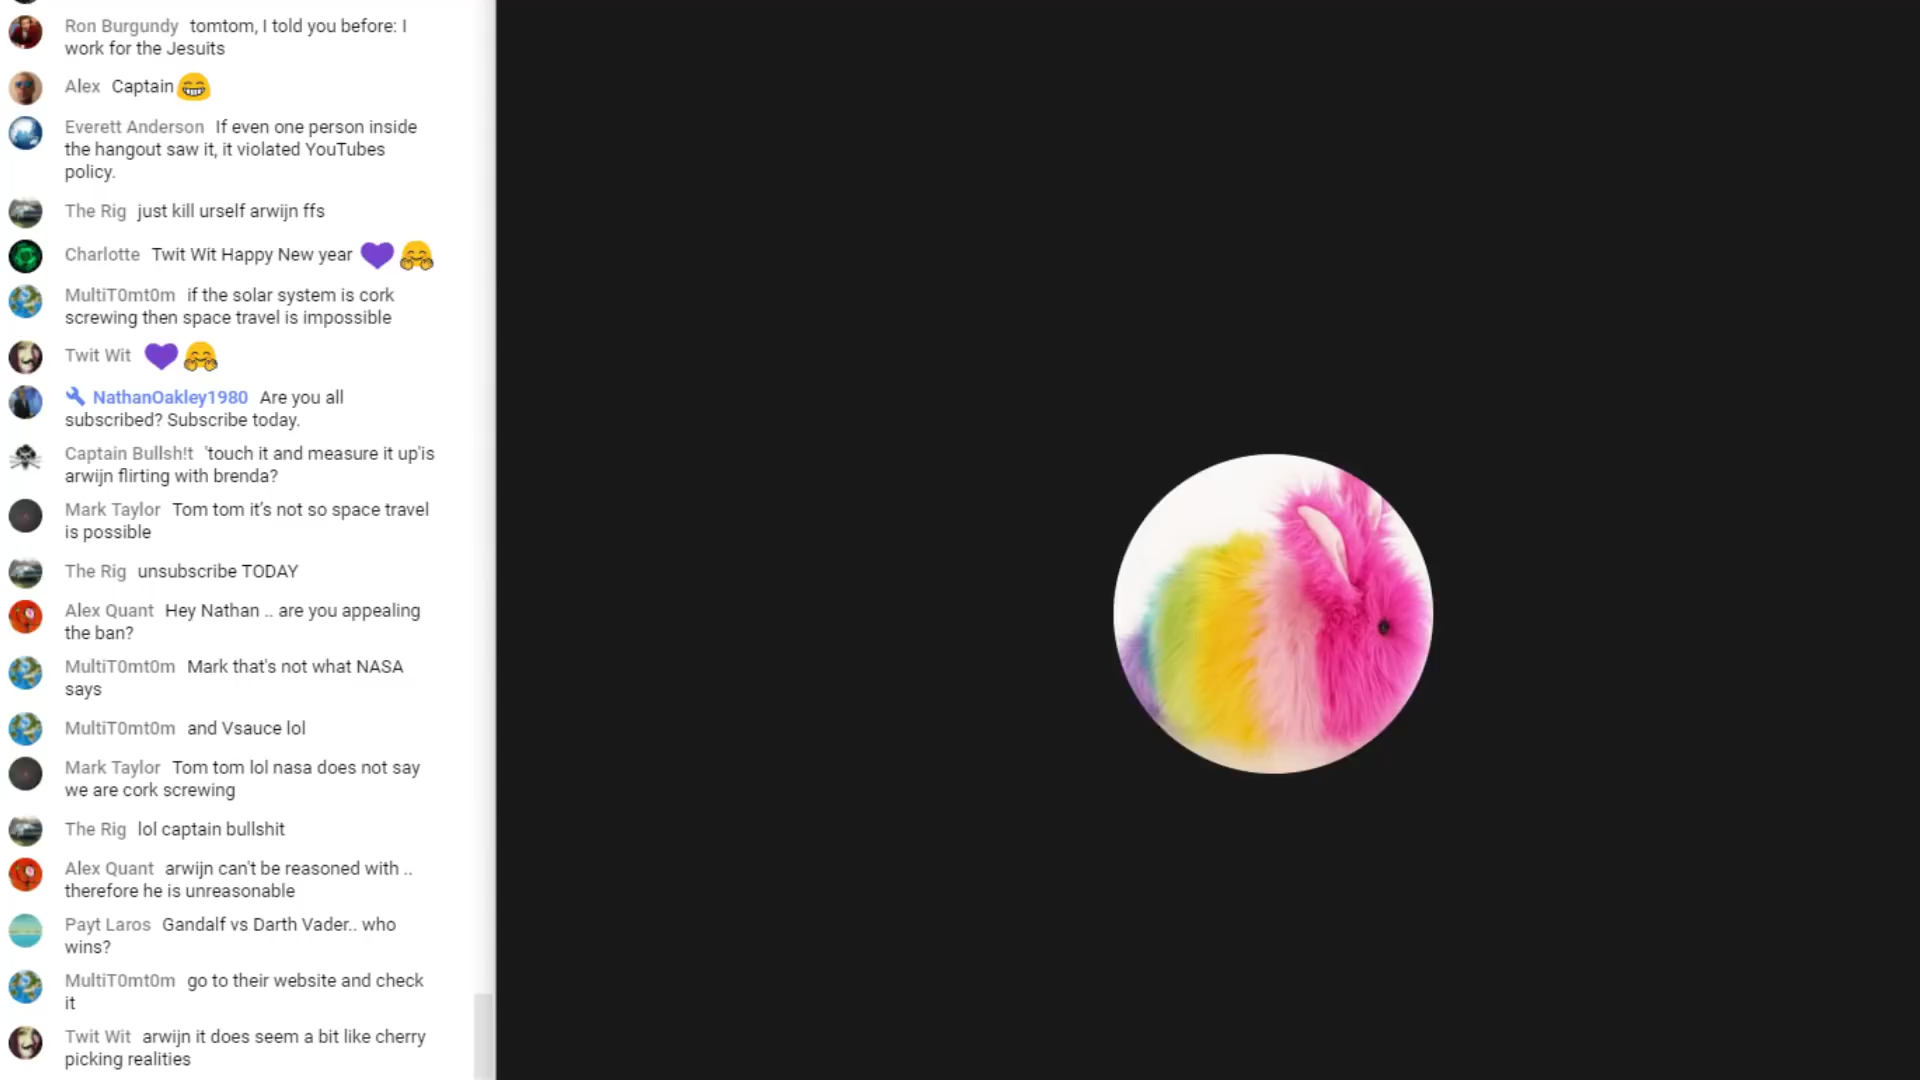 Ron Burgundy tomtom, I told you before: I
work for the Jesuits
Alex Captain
Everett Anderson If even one person inside
the hangout saw it, it violated YouTubes
policy.
The Rig just kill urself arwijn ffs
Charlotte Twit Wit Happy New year
MultiT0mt0m if the solar system is cork
screwing then space travel is impossible
Twit Wit
NathanOakley1980 Are you all
subscribed? Subscribe today.
Captain Bullsh!t 'touch it and measure it up'is
arwijn flirting with brenda?
Mark Taylor Tom tom it's not so space travel
is possible
The Rig unsubscribe TODAY
Alex Quant Hey Nathan .. are you appealing
the ban?
MultiT0mt0m Mark that's not what NASA
says
MultiT0mt0m and Vsauce lol
Mark Taylor Tom tom lol nasa does not say
we are cork screwing
The Rig lol captain bullshit
Alex Quant arwijn can't be reasoned with ..
therefore he is unreasonable
Payt Laros Gandalf vs Darth Vader.. who
wins?
MultiT0mt0m go to their website and check
it
Twit Wit arwijn it does seem a bit like cherry
picking realities